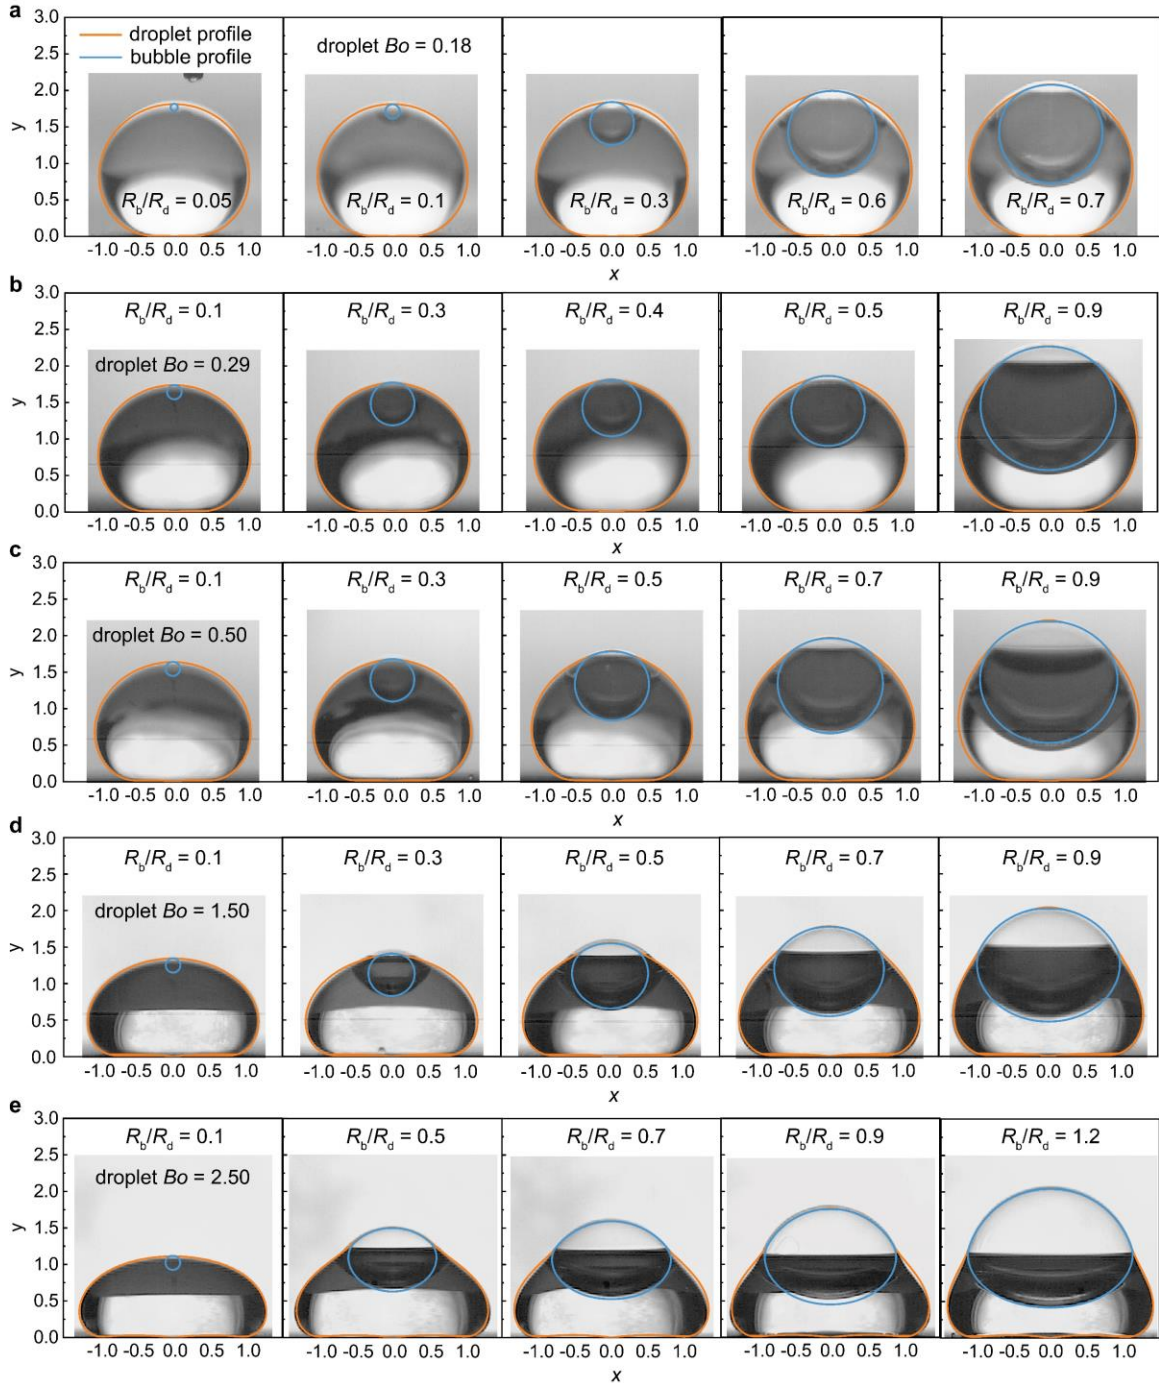 a
3.0
2.5
2.0
1.5
1.0
0.5
0.0
y
droplet profile
bubble profile
droplet Bo = 0.18
Rb/Rd = 0.05
Rb/Rd = 0.1
Rb/Rd = 0.3
Rb/Rd = 0.6
Rb/Rd = 0.7
-1.0 -0.5 0.0 0.5 1.0
-1.0 -0.5 0.0 0.5 1.0
-1.0 -0.5 0.0 0.5 1.0
-1.0 -0.5 0.0 0.5 1.0
-1.0 -0.5 0.0 0.5 1.0
x
b
3.0
2.5
2.0
1.5
1.0
0.5
0.0
y
Rb/Rd = 0.1
Rb/Rd = 0.3
Rb/Rd = 0.4
Rb/Rd = 0.5
Rb/Rd = 0.9
droplet Bo = 0.29
-1.0 -0.5 0.0 0.5 1.0
-1.0 -0.5 0.0 0.5 1.0
-1.0 -0.5 0.0 0.5 1.0
-1.0 -0.5 0.0 0.5 1.0
-1.0 -0.5 0.0 0.5 1.0
x
c
3.0
2.5
2.0
1.5
1.0
0.5
0.0
y
Rb/Rd = 0.1
Rb/Rd = 0.3
Rb/Rd = 0.5
Rb/Rd = 0.7
Rb/Rd = 0.9
droplet Bo = 0.50
-1.0 -0.5 0.0 0.5 1.0
-1.0 -0.5 0.0 0.5 1.0
-1.0 -0.5 0.0 0.5 1.0
-1.0 -0.5 0.0 0.5 1.0
-1.0 -0.5 0.0 0.5 1.0
x
d
3.0
2.5
2.0
1.5
1.0
0.5
0.0
y
Rb/Rd = 0.1
Rb/Rd = 0.3
Rb/Rd = 0.5
Rb/Rd = 0.7
Rb/Rd = 0.9
droplet Bo = 1.50
-1.0 -0.5 0.0 0.5 1.0
-1.0 -0.5 0.0 0.5 1.0
-1.0 -0.5 0.0 0.5 1.0
-1.0 -0.5 0.0 0.5 1.0
-1.0 -0.5 0.0 0.5 1.0
x
e
3.0
2.5
2.0
1.5
1.0
0.5
0.0
y
Rb/Rd = 0.1
Rb/Rd = 0.5
Rb/Rd = 0.7
Rb/Rd = 0.9
Rb/Rd = 1.2
droplet Bo = 2.50
-1.0 -0.5 0.0 0.5 1.0
-1.0 -0.5 0.0 0.5 1.0
-1.0 -0.5 0.0 0.5 1.0
-1.0 -0.5 0.0 0.5 1.0
-1.0 -0.5 0.0 0.5 1.0
x